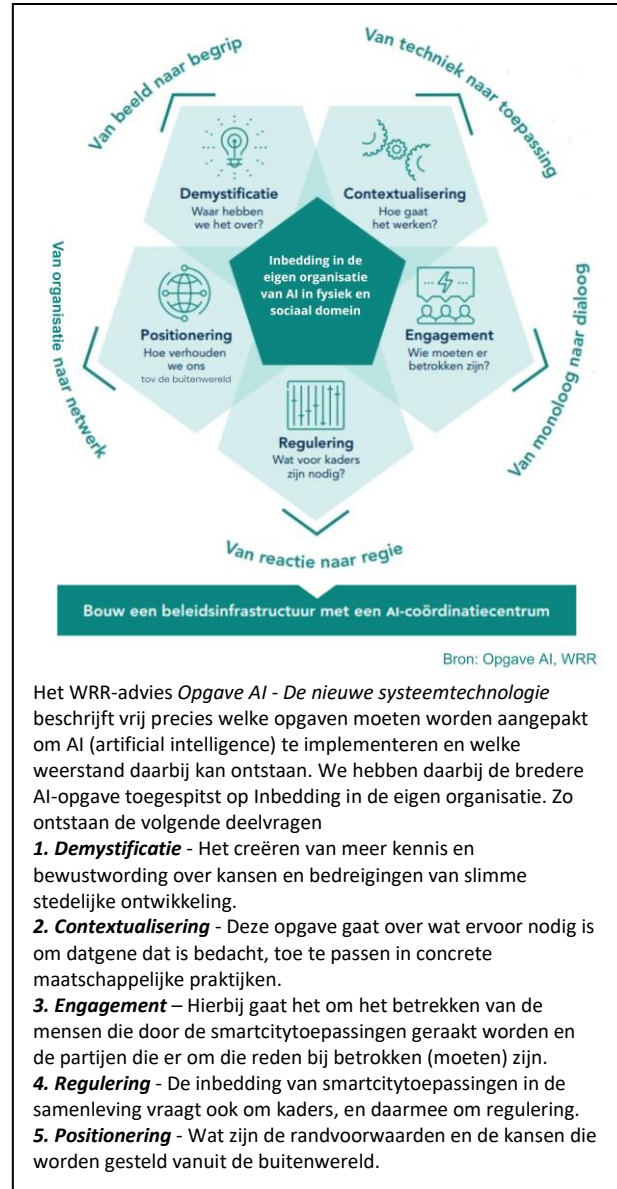 Van beeld naar begrip
Van techniek naar toepassing
Demystificatie
Waar hebben
we het over?
Contextualisering
Hoe gaat
het werken?
Inbedding in de
eigen organisatie
van AI in fysiek en
sociaal domein
Van organisatie naar netwerk
Positionering
Hoe verhouden
we ons
tov de buitenwereld
Engagement
Wie moeten er
betrokken zijn?
Van monoloog naar dialoog
Regulering
Wat voor kaders
zijn nodig?
Van reactie naar regie
Bouw een beleidsinfrastructuur met een AI-coördinatiecentrum
Bron: Opgave AI, WRR
Het WRR-advies Opgave AI - De nieuwe systeemtechnologie
beschrijft vrij precies welke opgaven moeten worden aangepakt
om AI (artificial intelligence) te implementeren en welke
weerstand daarbij kan ontstaan. We hebben daarbij de bredere
AI-opgave toegespitst op Inbedding in de eigen organisatie. Zo
ontstaan de volgende deelvragen
1. Demystificatie - Het creëren van meer kennis en
bewustwording over kansen en bedreigingen van slimme
stedelijke ontwikkeling.
2. Contextualisering - Deze opgave gaat over wat ervoor nodig is
om datgene dat is bedacht, toe te passen in concrete
maatschappelijke praktijken.
3. Engagement – Hierbij gaat het om het betrekken van de
mensen die door de smartcitytoepassingen geraakt worden en
de partijen die er om die reden bij betrokken (moeten) zijn.
4. Regulering - De inbedding van smartcitytoepassingen in de
samenleving vraagt ook om kaders, en daarmee om regulering.
5. Positionering - Wat zijn de randvoorwaarden en de kansen die
worden gesteld vanuit de buitenwereld.